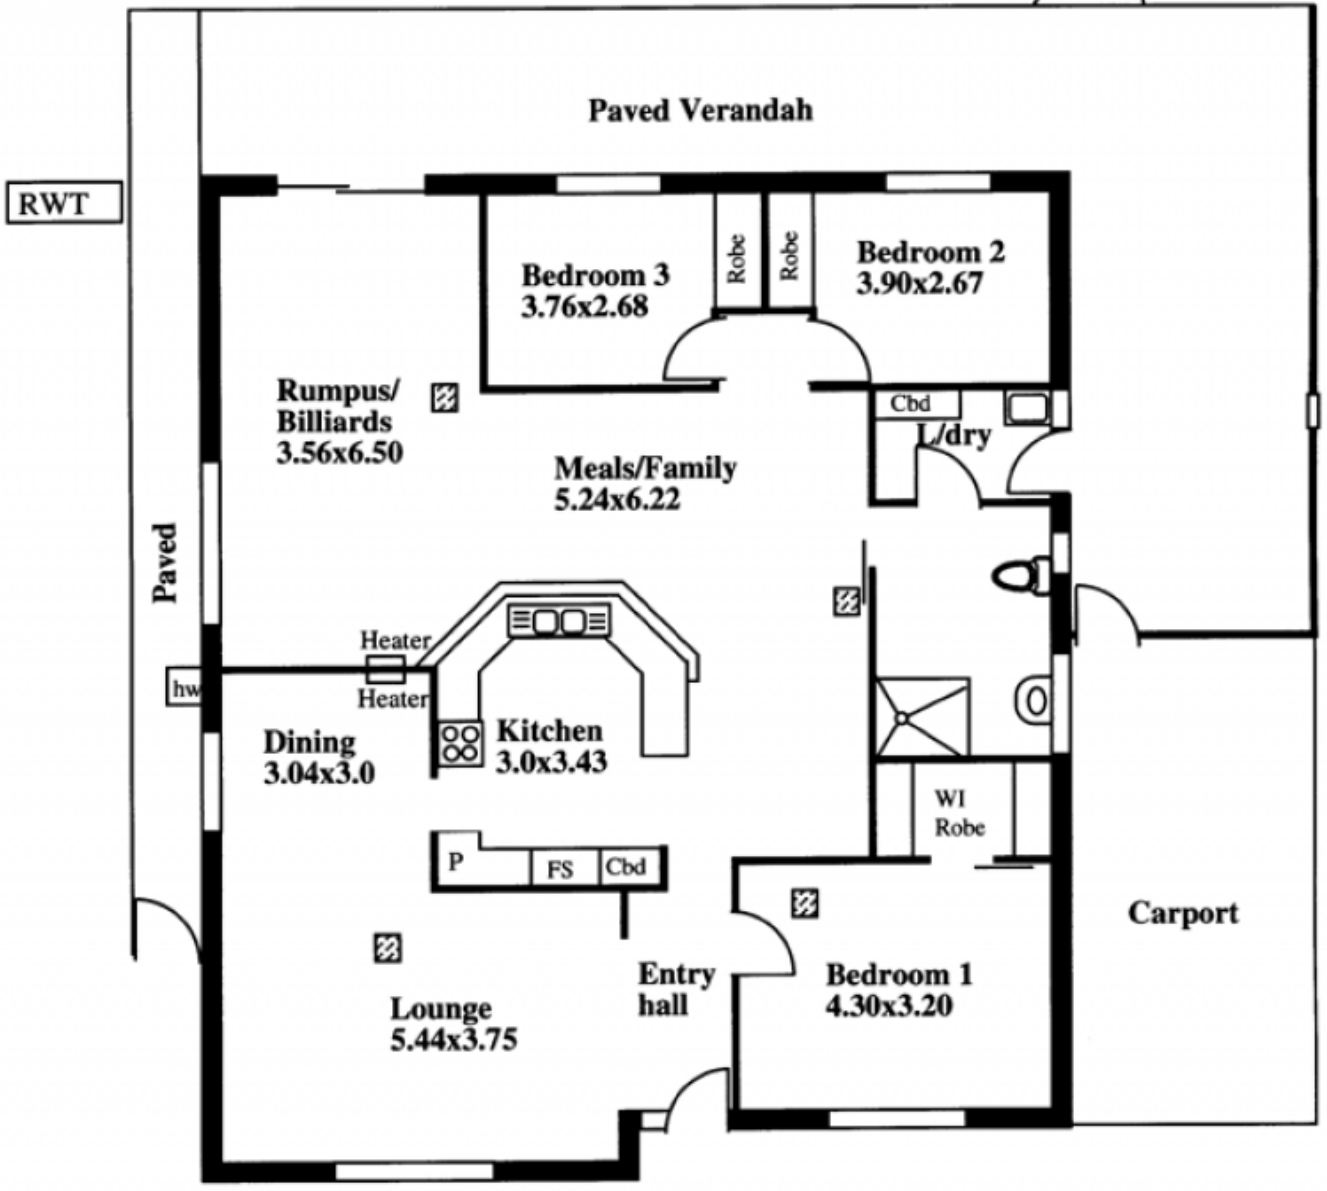 Paved Verandah
RWT
Robe
Robe
Bedroom 2
3.90x2.67
Bedroom 3
3.76x2.68
Rumpus/
Billiards
3.56x6.50
Cbd
L/dry
Meals/Family
5.24x6.22
Paved
Heater
hw
Heater
Dining
3.04x3.0
Kitchen
3.0x3.43
WI
Robe
P
FS
Cbd
Carport
Entry
hall
Bedroom 1
4.30x3.20
Lounge
5.44x3.75